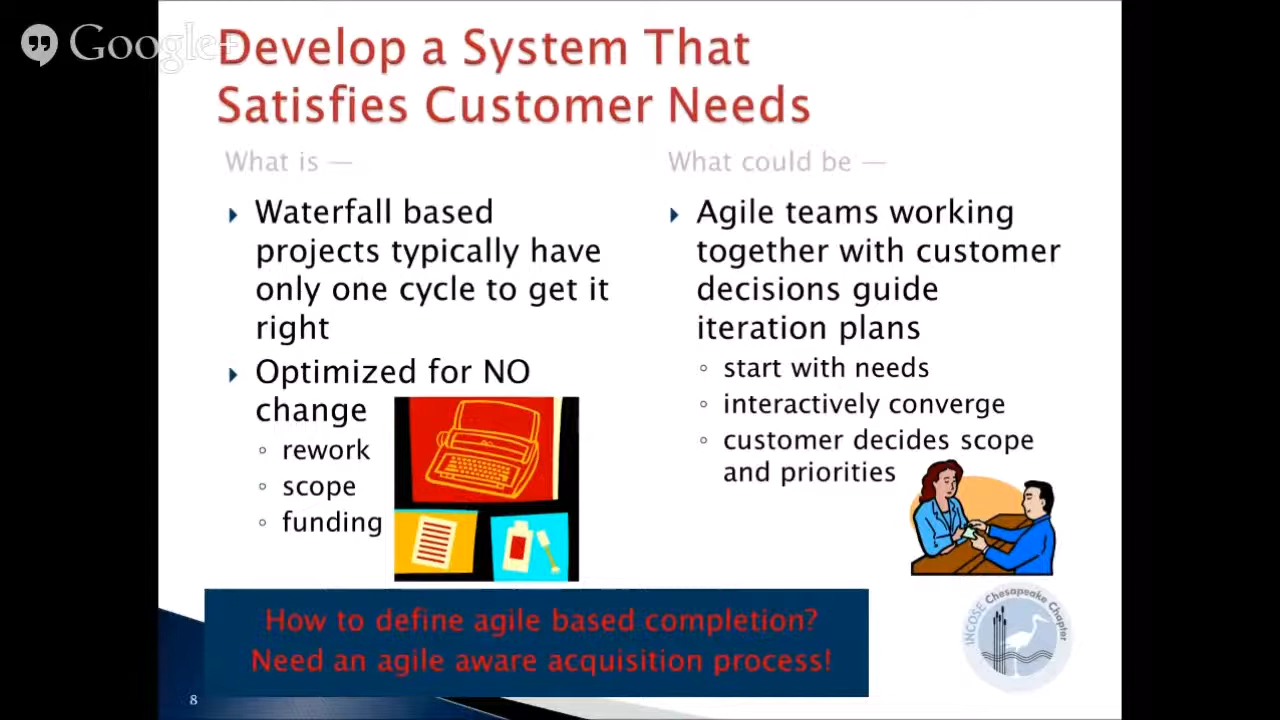 Google+
Develop a System That
Satisfies Customer Needs
What is —
Waterfall based
projects typically have
only one cycle to get it
right
Optimized for NO
change
rework
scope
funding
What could be —
Agile teams working
together with customer
decisions guide
iteration plans
start with needs
interactively converge
customer decides scope
and priorities
How to define agile based completion?
Need an agile aware acquisition process!
INCOSE Chesapeake Chapter
8